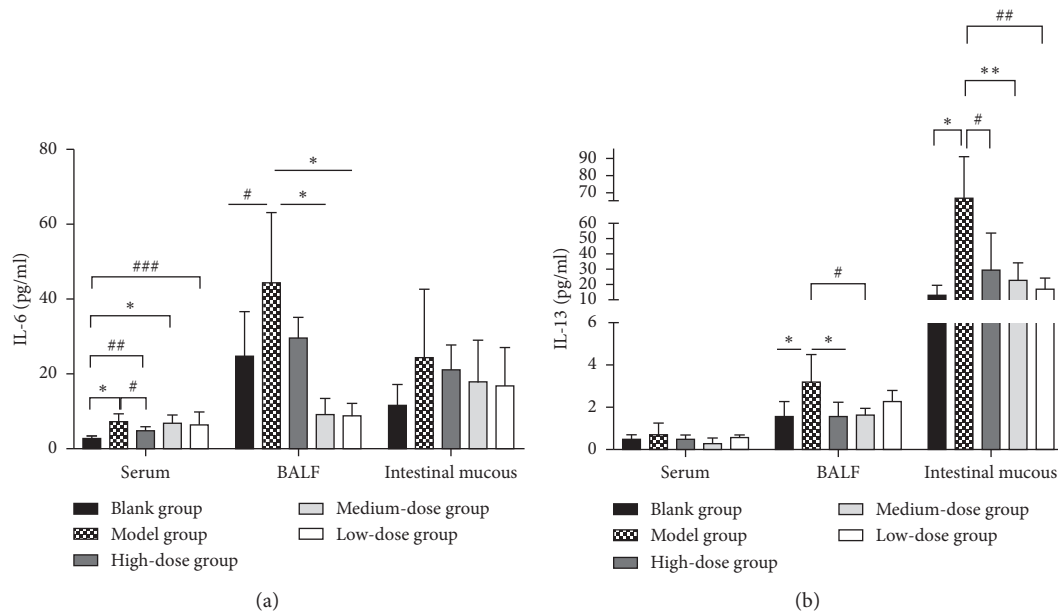 IL-6 (pg/ml)
80
60
40
20
0
###
*
##
*
#
#
*
*
Serum
BALF
Intestinal mucous
Blank group
Model group
High-dose group
Medium-dose group
Low-dose group
(a)
IL-13 (pg/ml)
90
80
70
60
50
40
30
20
10
6
4
2
0
##
**
*
#
#
*
*
Serum
BALF
Intestinal mucous
Blank group
Model group
High-dose group
Medium-dose group
Low-dose group
(b)